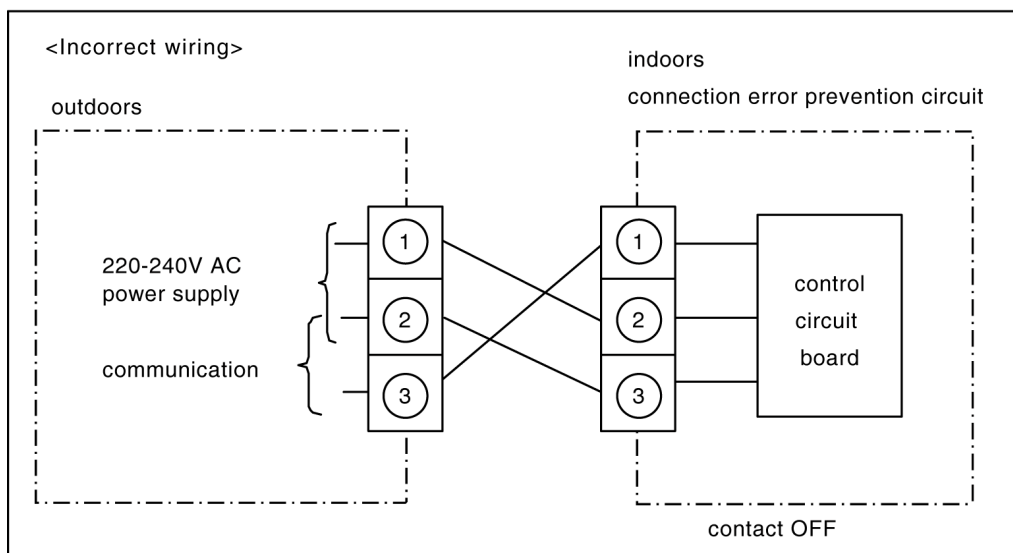 <Incorrect wiring>
outdoors
indoors
connection error prevention circuit
220-240V AC
power supply
communication
1
2
3
1
2
3
control
circuit
board
contact OFF